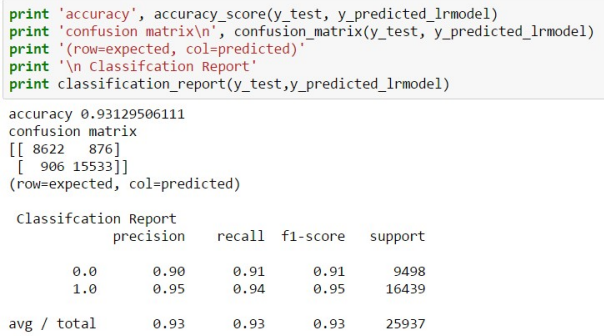 print 'accuracy', accuracy_score(y_test, y_predicted_lrmodel)
print 'confusion matrix\n', confusion_matrix(y_test, y_predicted_lrmodel)
print '(row=expected, col=predicted)'
print '\n Classifcation Report'
print classification_report(y_test,y_predicted_lrmodel)
accuracy 0.93129506111
confusion matrix
[[ 8622   876]
 [  906 15533]]
(row=expected, col=predicted)
 Classifcation Report
             precision    recall  f1-score   support
        0.0       0.90      0.91      0.91      9498
        1.0       0.95      0.94      0.95     16439
avg / total       0.93      0.93      0.93     25937